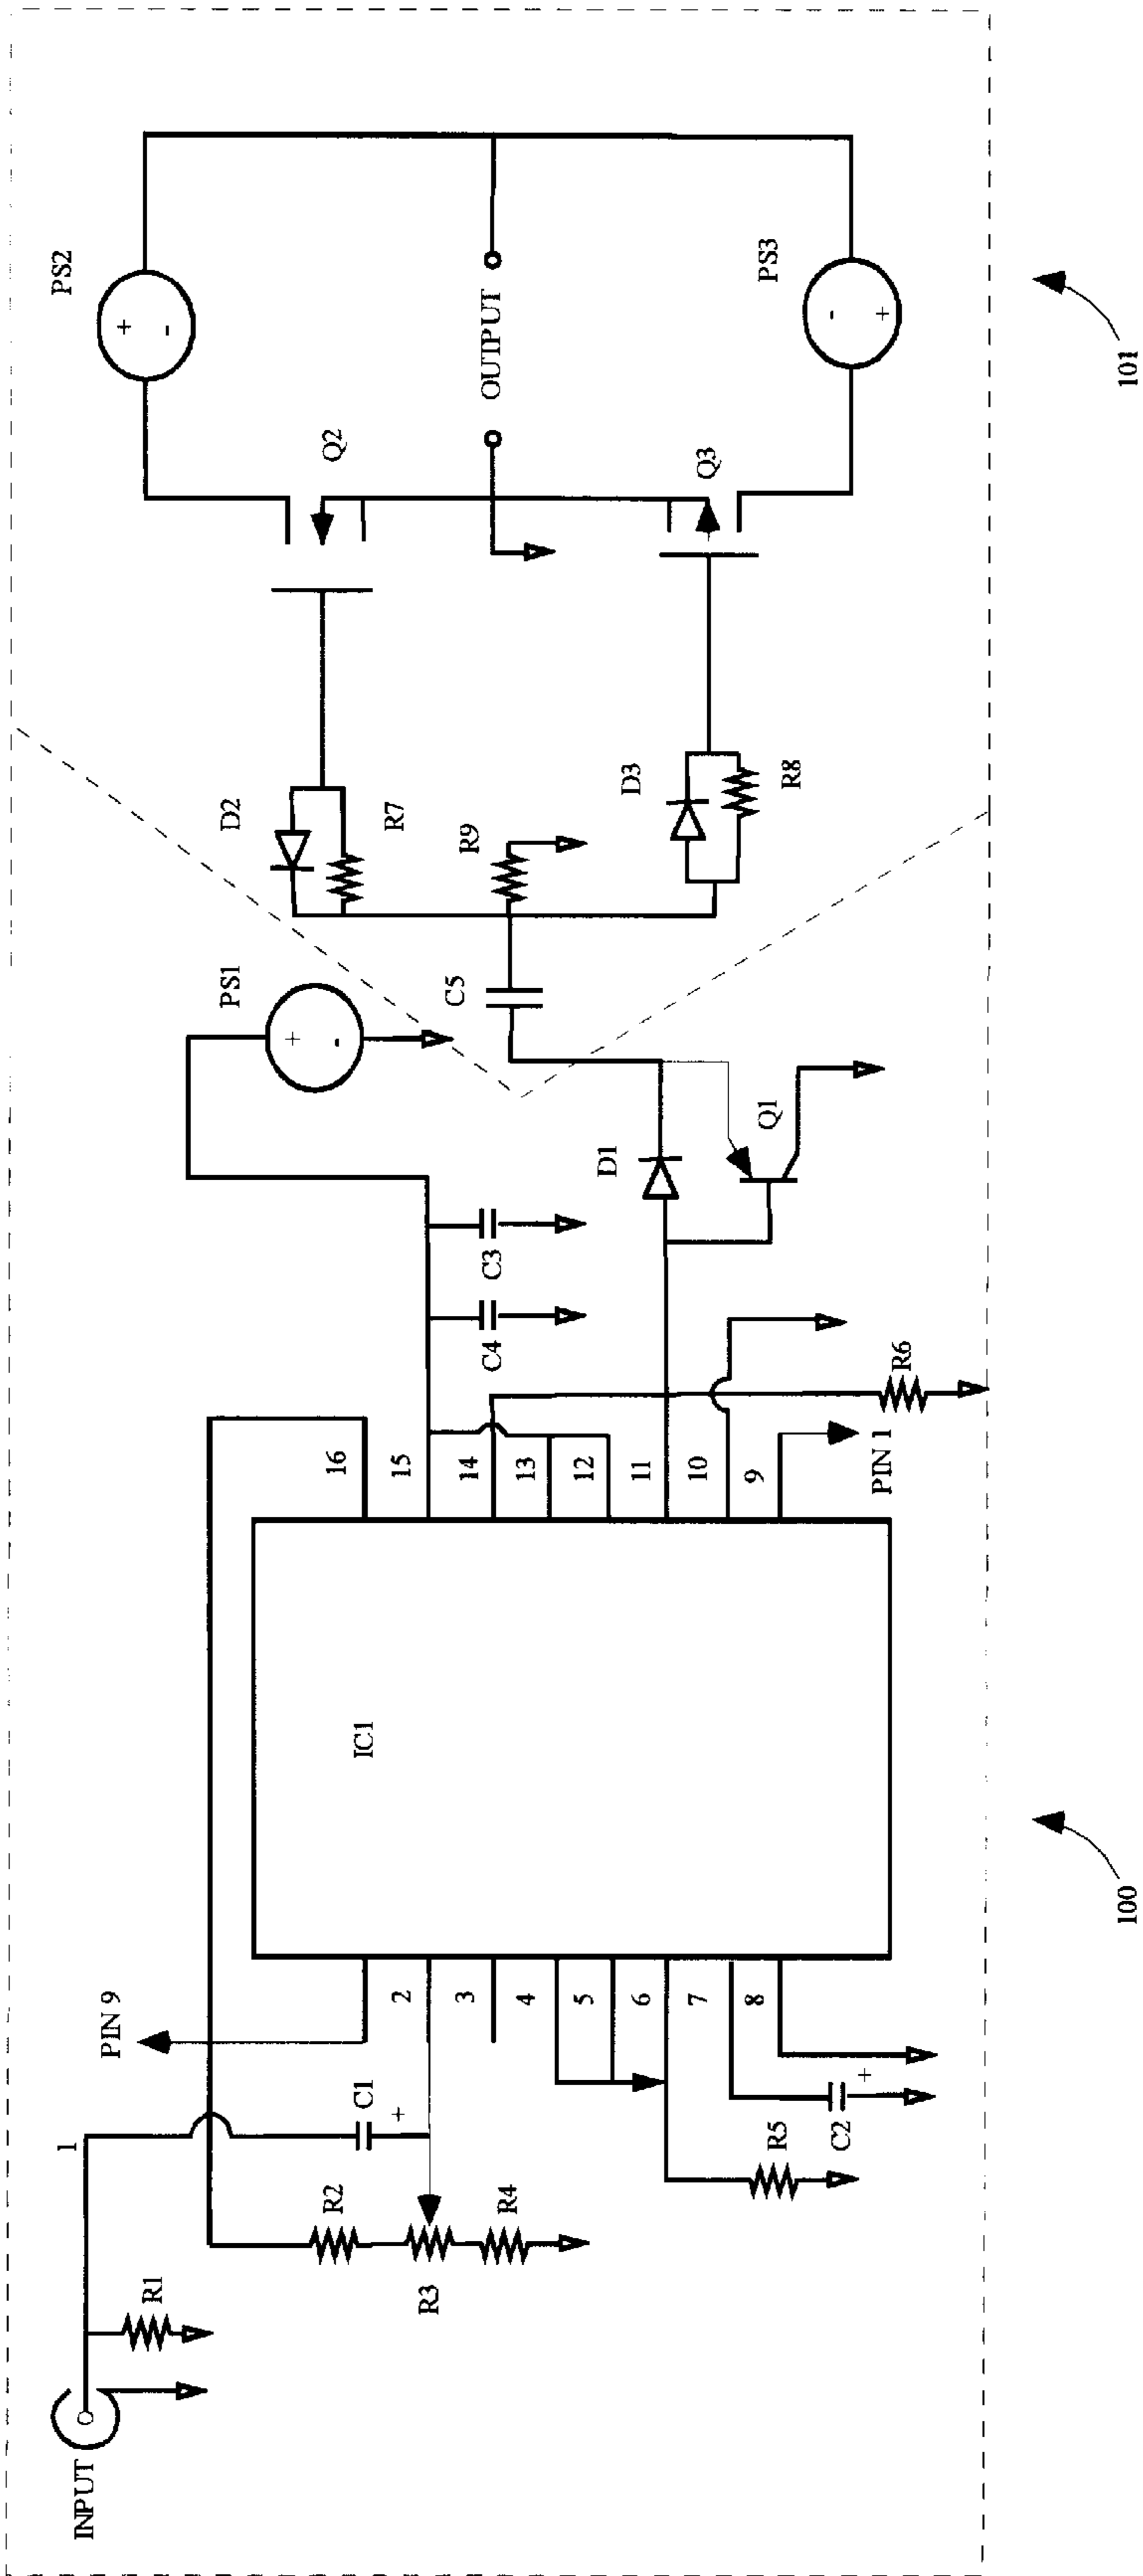 INPUT
R1
1
R2
R3
R4
C1
+
PIN 9
2
3
4
5
6
7
8
R5
C2
+
IC1
16
15
14
13
12
11
10
9
PIN 1
R6
C4
C3
D1
Q1
PS1
+
-
C5
D2
R7
R9
D3
R8
Q2
Q3
OUTPUT
PS2
+
-
PS3
-
+
100
101